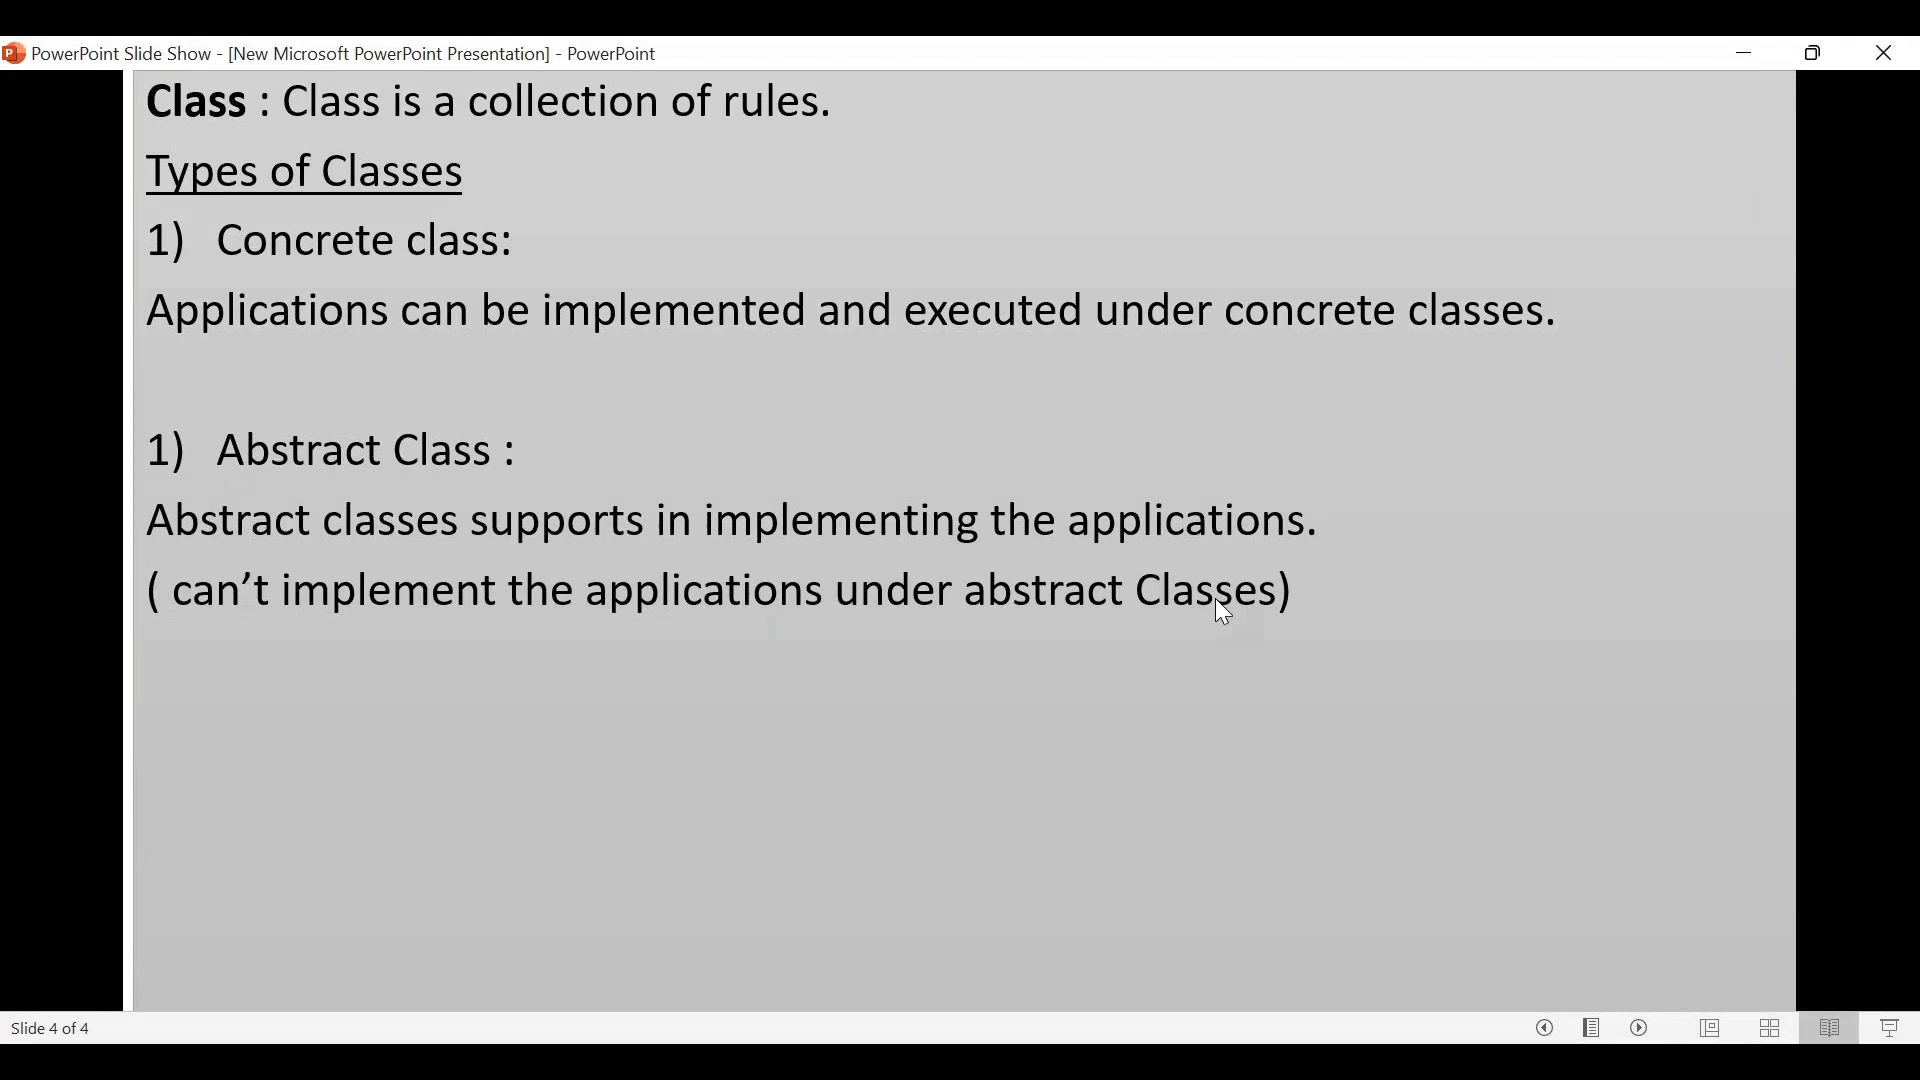 PowerPoint Slide Show - [New Microsoft PowerPoint Presentation] - PowerPoint
Class : Class is a collection of rules.
Types of Classes
1) Concrete class:
Applications can be implemented and executed under concrete classes.
1) Abstract Class :
Abstract classes supports in implementing the applications.
( can’t implement the applications under abstract Classes)
Slide 4 of 4